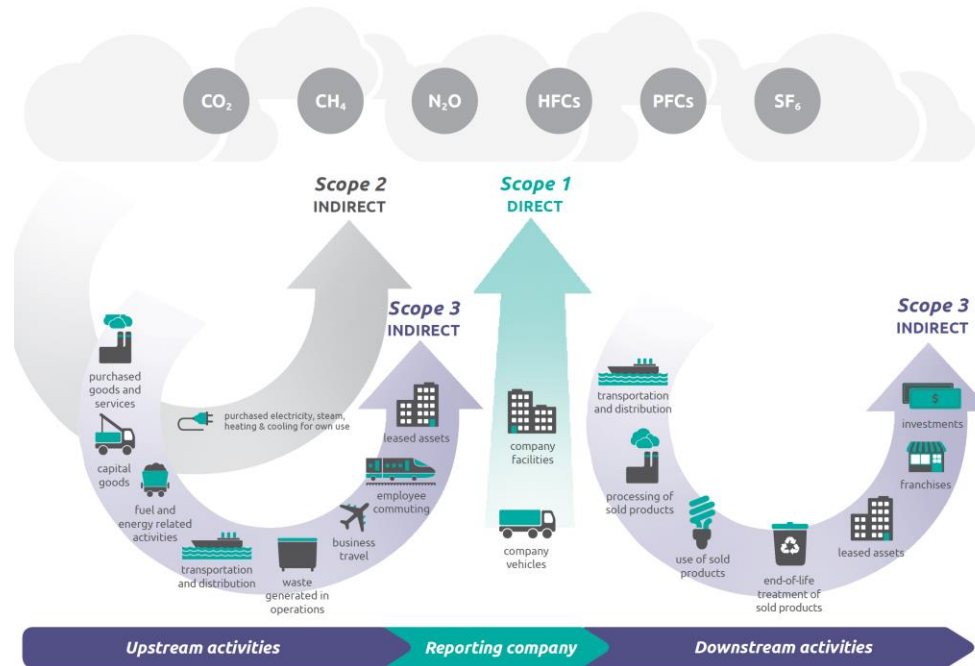 CO₂
CH₄
N₂O
HFCs
PFCs
SF₆
Scope 2
INDIRECT
Scope 1
DIRECT
Scope 3
INDIRECT
Scope 3
INDIRECT
purchased
goods and
services
capital
goods
fuel and
energy related
activities
purchased electricity, steam,
heating & cooling for own use
transportation
and distribution
waste
generated in
operations
business
travel
employee
commuting
leased assets
company
facilities
company
vehicles
transportation
and distribution
processing of
sold products
use of sold
products
end-of-life
treatment of
sold products
leased assets
franchises
investments
$
Upstream activities
Reporting company
Downstream activities